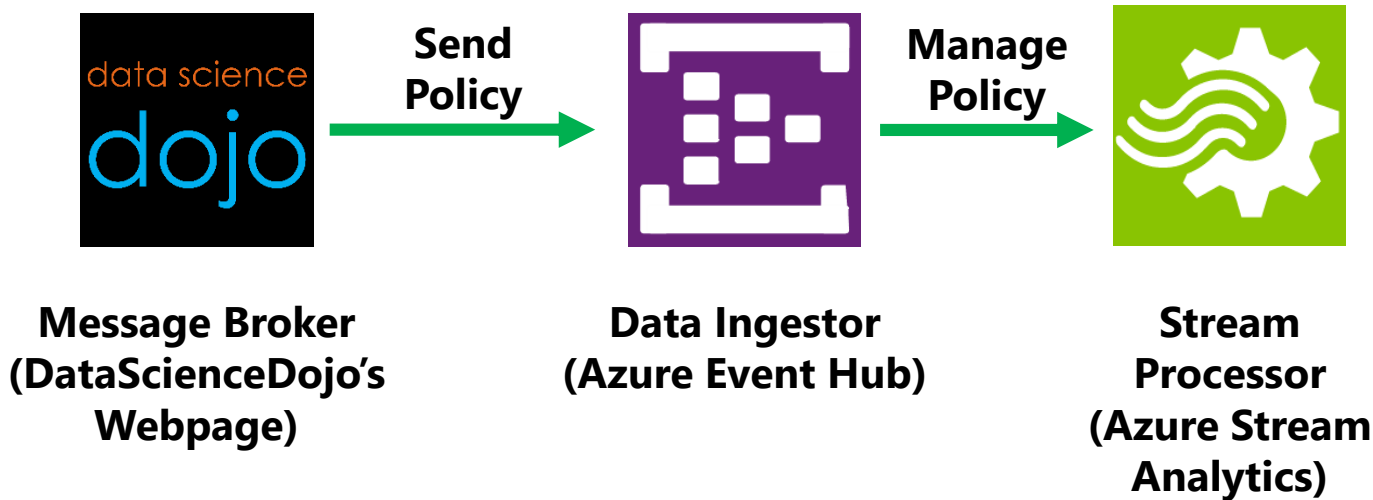 data science
dojo
Send
Policy
Manage
Policy
Message Broker
(DataScienceDojo’s
Webpage)
Data Ingestor
(Azure Event Hub)
Stream
Processor
(Azure Stream
Analytics)